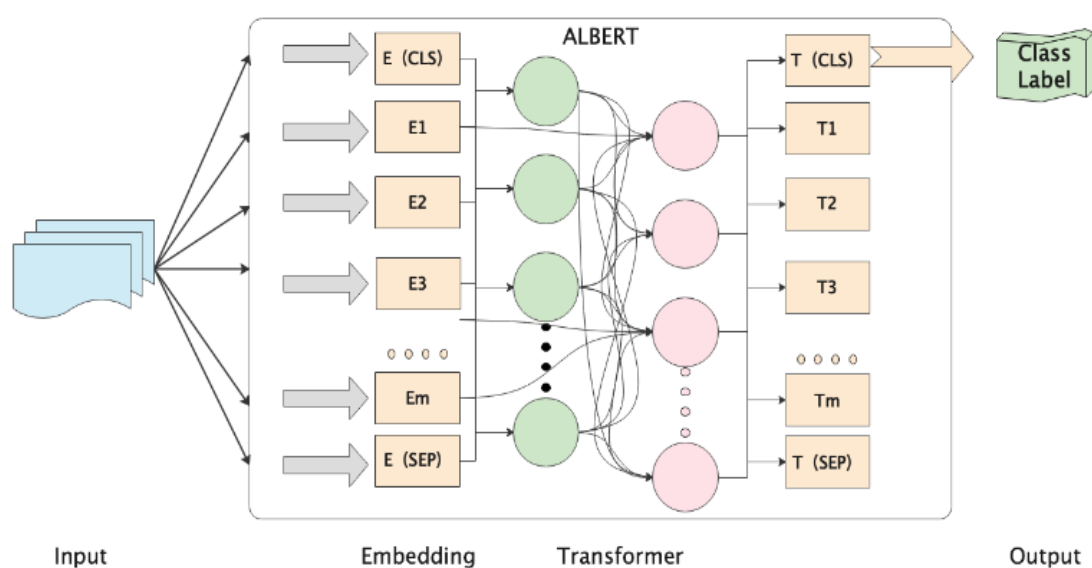 ALBERT
E (CLS)
E1
E2
E3
Em
E (SEP)
T (CLS)
T1
T2
T3
Tm
T (SEP)
Class
Label
Input
Embedding
Transformer
Output